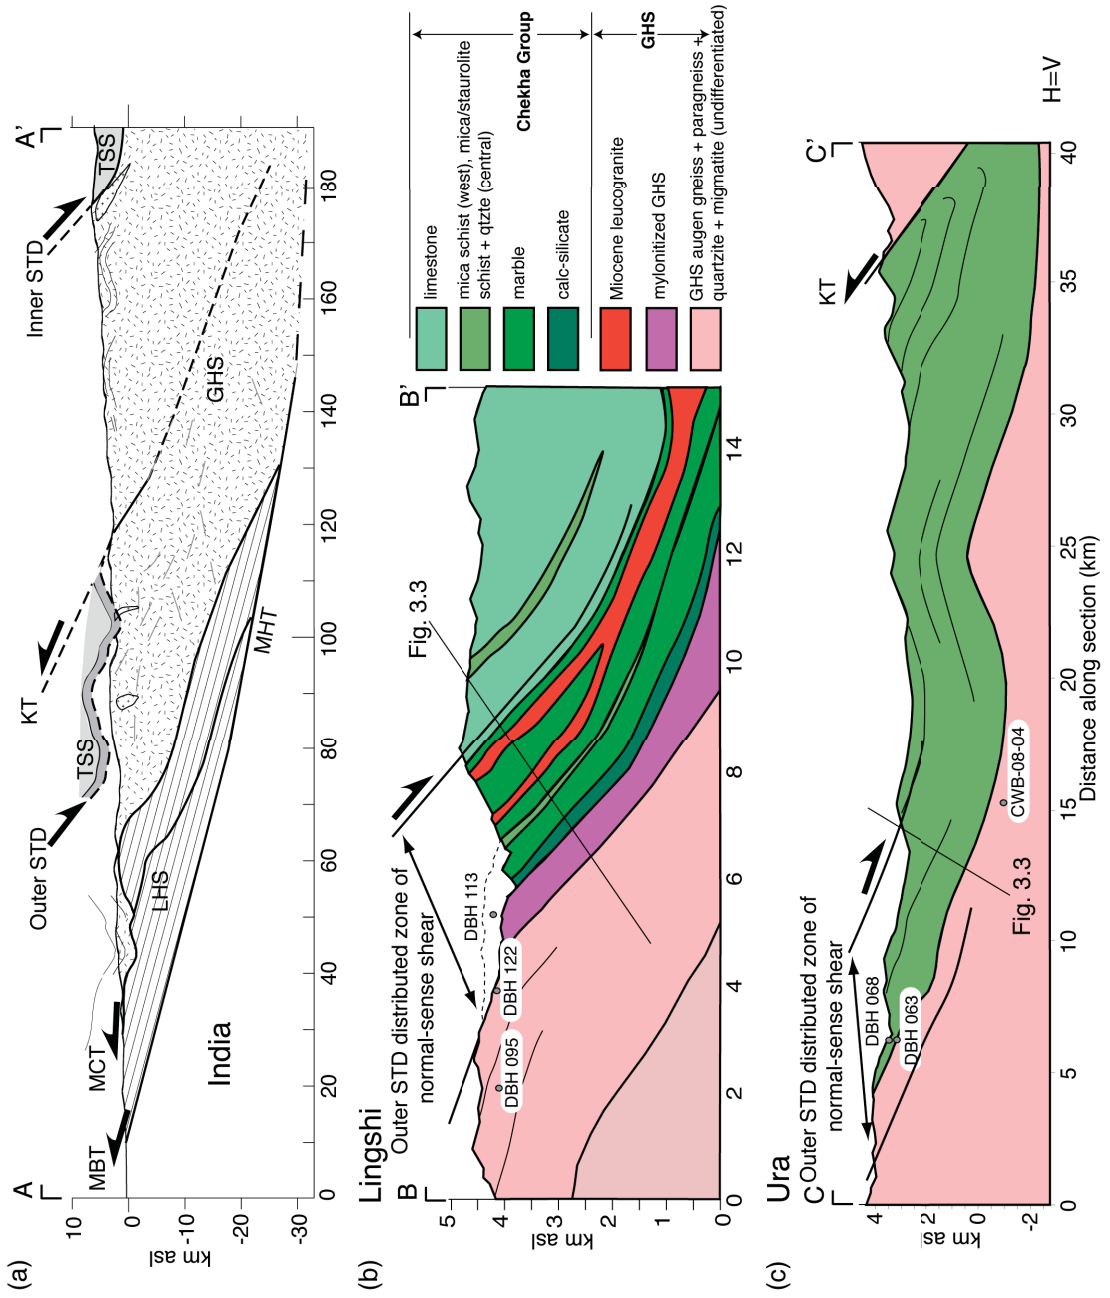 (a)
A
A'
MBT
MCT
Outer STD
TSS
KT
Inner STD
TSS
India
LHS
MHT
GHS
km asl
10
0
-10
-20
-30
0
20
40
60
80
100
120
140
160
180
(b)
Lingshi
B
B'
Outer STD distributed zone of
normal-sense shear
DBH 095
DBH 122
DBH 113
Fig. 3.3
km asl
5
4
3
2
1
0
0
2
4
6
8
10
12
14
limestone
mica schist (west), mica/staurolite
schist + qtzte (central)
marble
calc-silicate
Chekha Group
Miocene leucogranite
mylonitized GHS
GHS augen gneiss + paragneiss +
quartzite + migmatite (undifferentiated)
GHS
(c)
Ura
C
C'
Outer STD distributed zone of
normal-sense shear
DBH 068
DBH 063
Fig. 3.3
CWB-08-04
KT
H=V
km asl
4
2
0
-2
0
5
10
15
20
25
30
35
40
Distance along section (km)